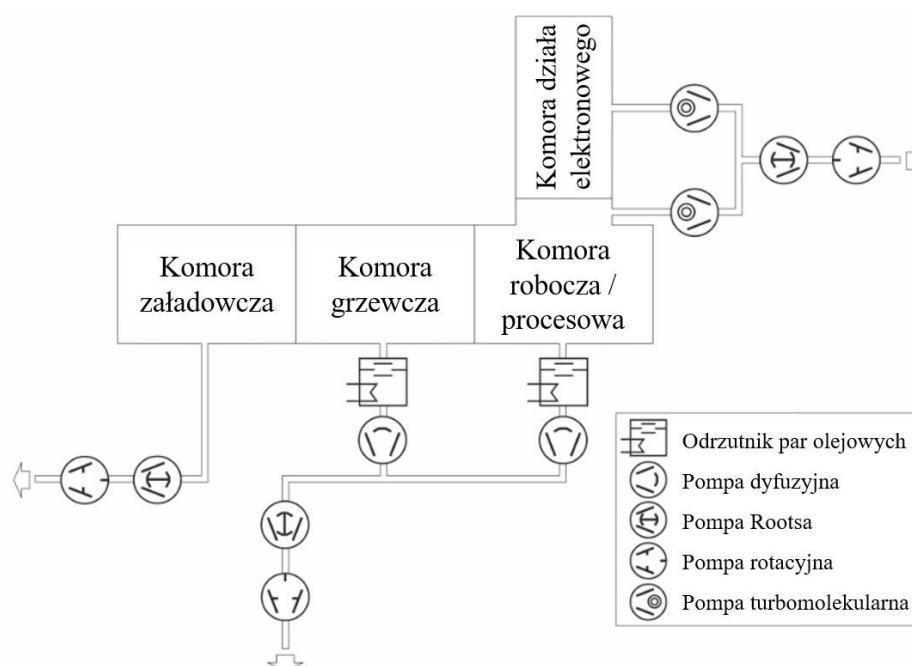 Komora działa
elektronowego
Komora
załadowcza
Komora
grzewcza
Komora
robocza /
procesowa
Odrzutnik par olejowych
Pompa dyfuzyjna
Pompa Rootsa
Pompa rotacyjna
Pompa turbomolekularna